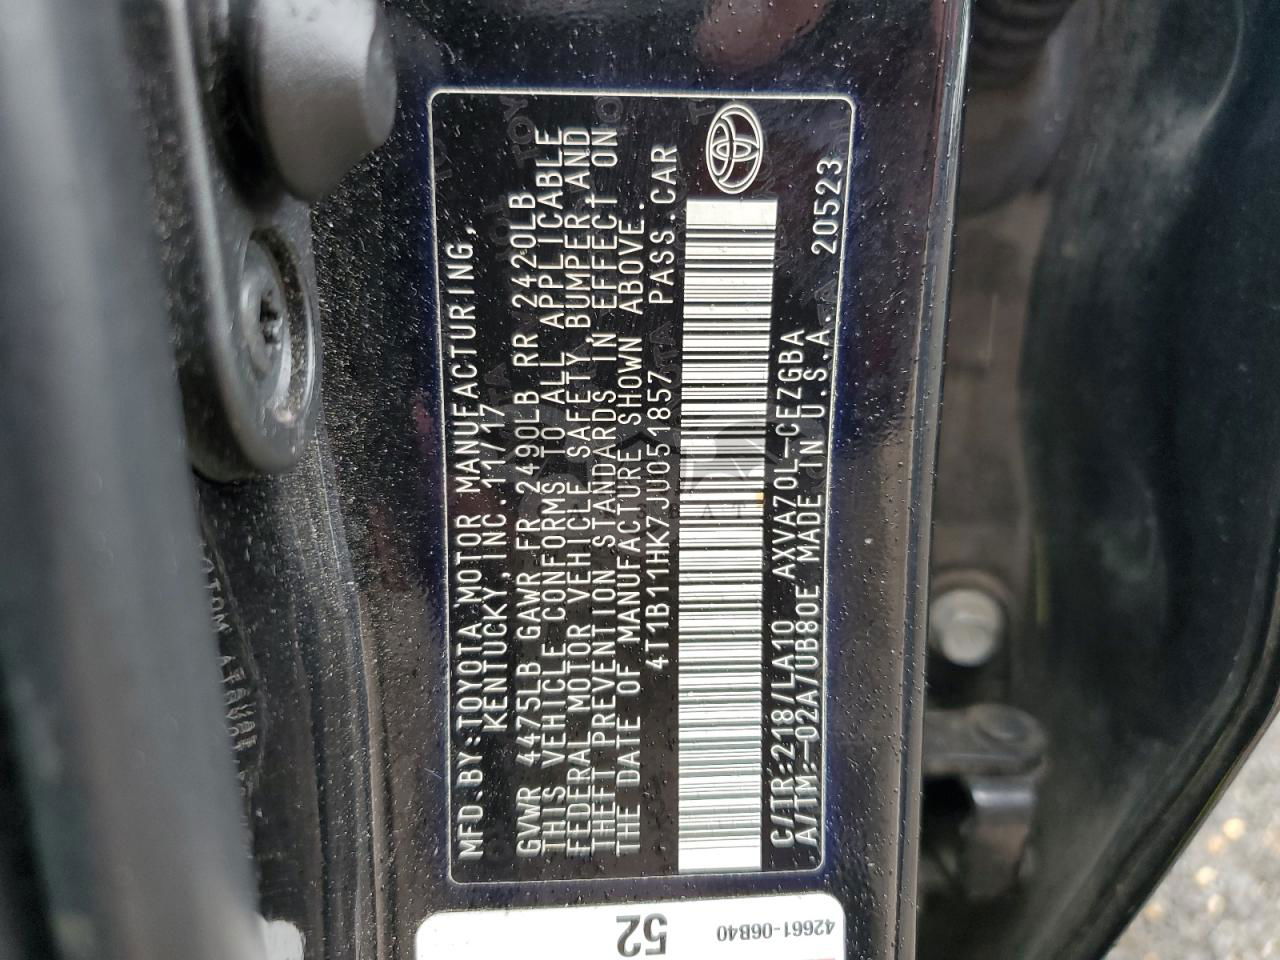 MFD.BY:TOYOTA MOTOR MANUFACTURING,
KENTUCKY,INC.11/17
GVWR 4475LB GAWR FR 2490LB RR 2420LB
THIS VEHICLE CONFORMS TO ALL APPLICABLE
FEDERAL MOTOR VEHICLE SAFETY, BUMPER,AND
THEFT PREVENTION STANDARDS IN EFFECT ON
THE DATE OF MANUFACTURE SHOWN ABOVE.
4T1B11HK7JU051857 PASS.CAR
C/TR:218/LA10 AXVA70L-CEZGBA
A/TM:-02A/UB80E MADE IN U.S.A. 20523
52
42661-06B40